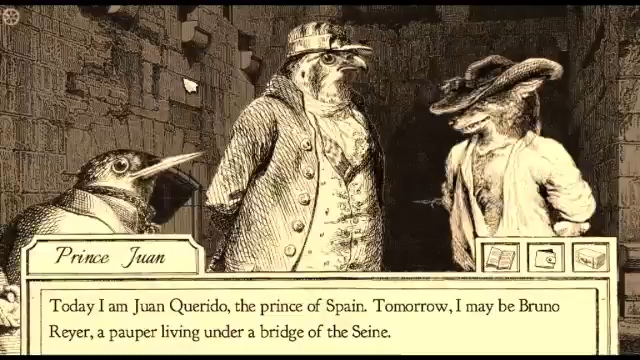 Prince Juan
Today I am Juan Querido, the prince of Spain. Tomorrow, I may be Bruno
Reyer, a pauper living under a bridge of the Seine.